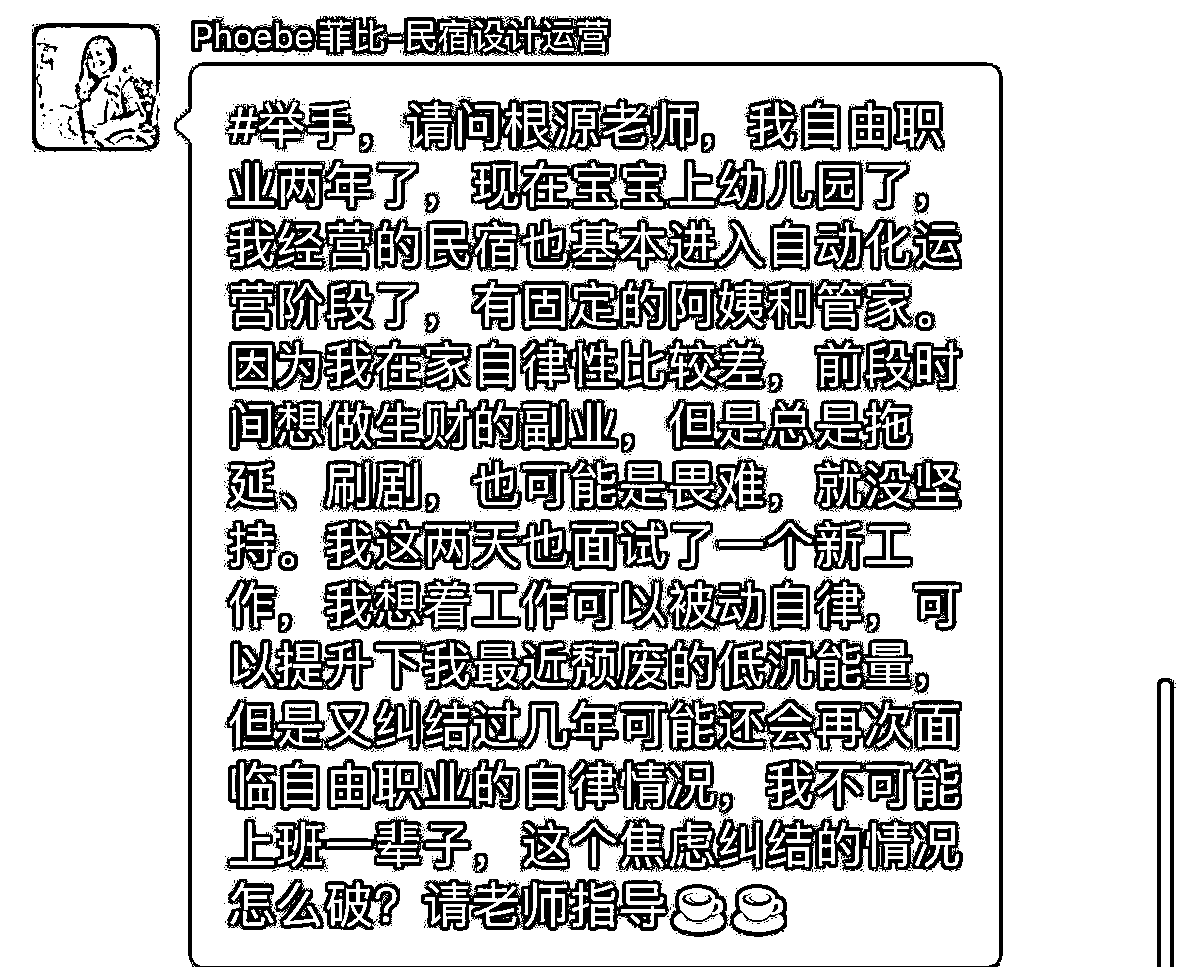 Phoebe菲比-民宿设计运营
#举手，请问根源老师，我自由职
业两年了，现在宝宝上幼儿园了，
我经营的民宿也基本进入自动化运
营阶段了，有固定的阿姨和管家。
因为我在家自律性比较差，前段时
间想做生财的副业，但是总是拖
延、刷剧，也可能是畏难，就没坚
持。我这两天也面试了一个新工
作，我想着工作可以被动自律，可
以提升下我最近颓废的低沉能量，
但是又纠结过几年可能还会再次面
临自由职业的自律情况，我不可能
上班一辈子，这个焦虑纠结的情况
怎么破？请老师指导